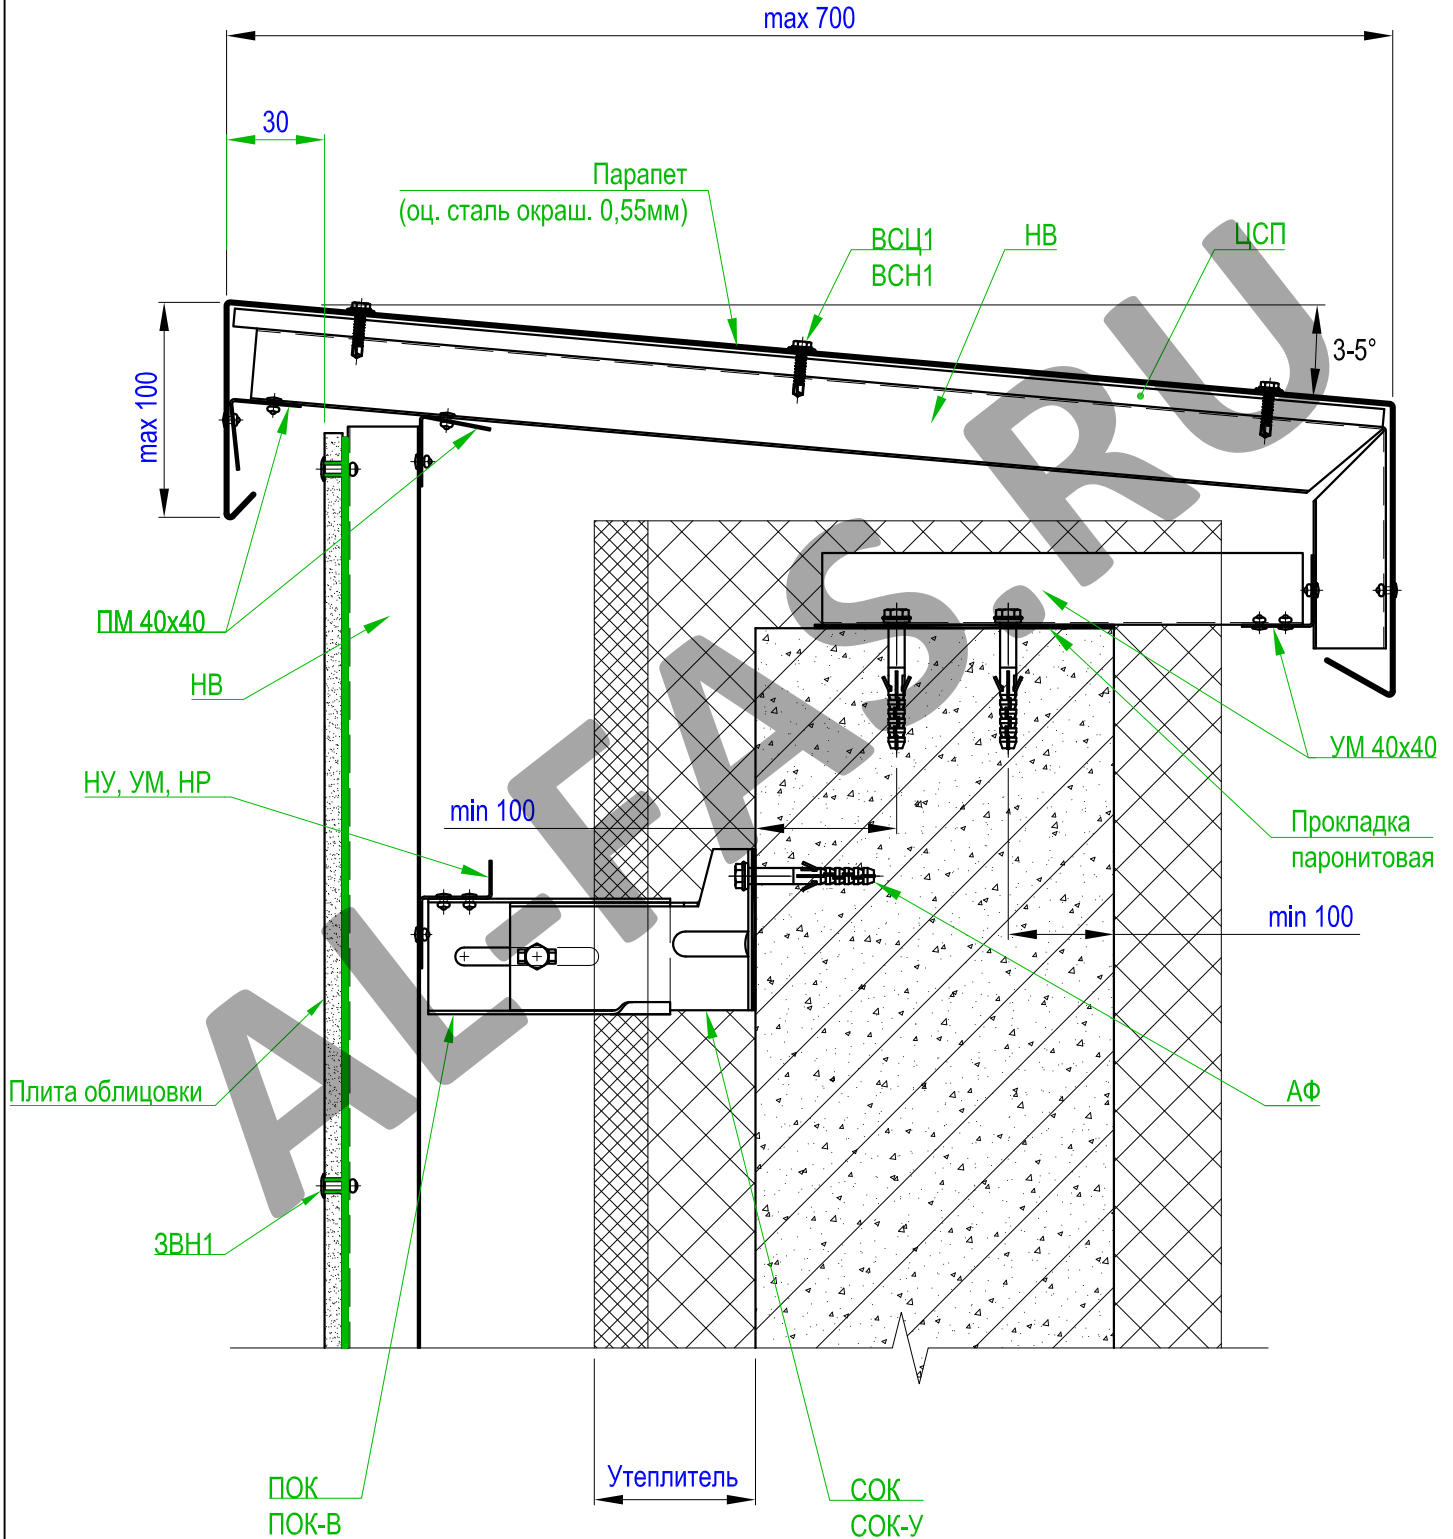 max 700
30
Парапет
(оц. сталь окраш. 0,55мм)
ВСЦ1
ВСН1
НВ
ЦСП
3-5°
max 100
ПМ 40x40
НВ
УМ 40x40
НУ, УМ, НР
min 100
Прокладка
паронитовая
min 100
Плита облицовки
АФ
ЗВН1
ПОК
ПОК-В
Утеплитель
СОК
СОК-У
AL-FAS.RU